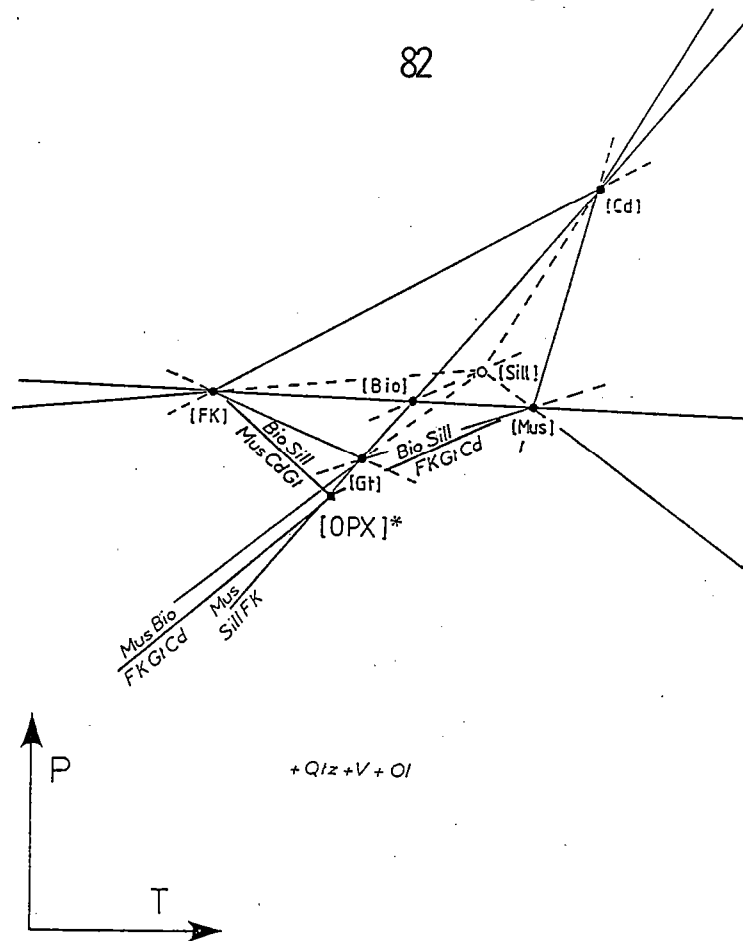 82
[Cd]
[Sill]
[Bio]
[FK]
[Mus]
Bio Sill
Mus Cd Gt
Bio Sill
FK Gt Cd
[Gt]
[OPX]*
Mus Bio
FK Gt Cd
Mus
Sill FK
P
+ Qtz + V + Ol
T